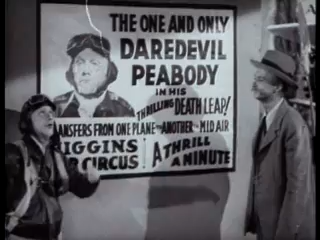 THE ONE AND ONLY
DAREDEVIL
PEABODY
IN HIS
THRILLING DEATH LEAP!
ANSFERS FROM ONE PLANE TO ANOTHER IN MID AIR
IGGINS
CIRCUS! A THRILL
A MINUTE